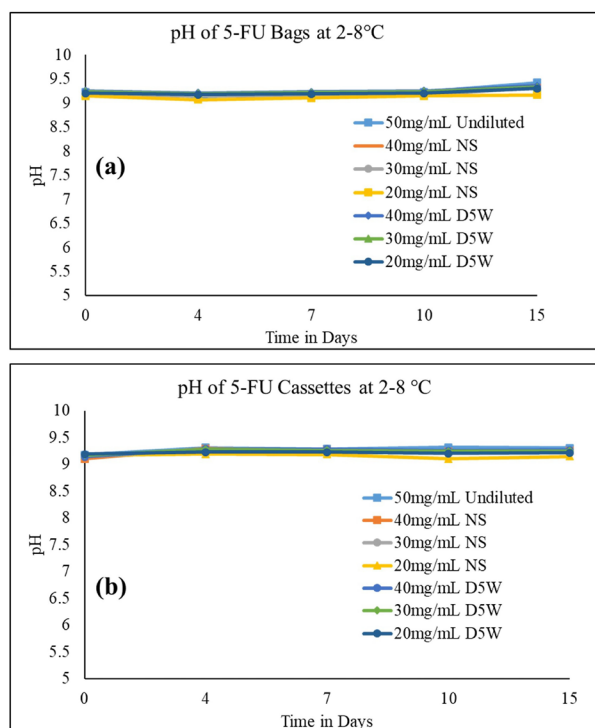 pH of 5-FU Bags at 2-8°C
10
9.5
9
8.5
8
7.5
7
6.5
6
5.5
5
pH
(a)
50mg/mL Undiluted
40mg/mL NS
30mg/mL NS
20mg/mL NS
40mg/mL D5W
30mg/mL D5W
20mg/mL D5W
0 4 7 10 15
Time in Days
pH of 5-FU Cassettes at 2-8 °C
10
9.5
9
8.5
8
7.5
7
6.5
6
5.5
5
pH
(b)
50mg/mL Undiluted
40mg/mL NS
30mg/mL NS
20mg/mL NS
40mg/mL D5W
30mg/mL D5W
20mg/mL D5W
0 4 7 10 15
Time in Days